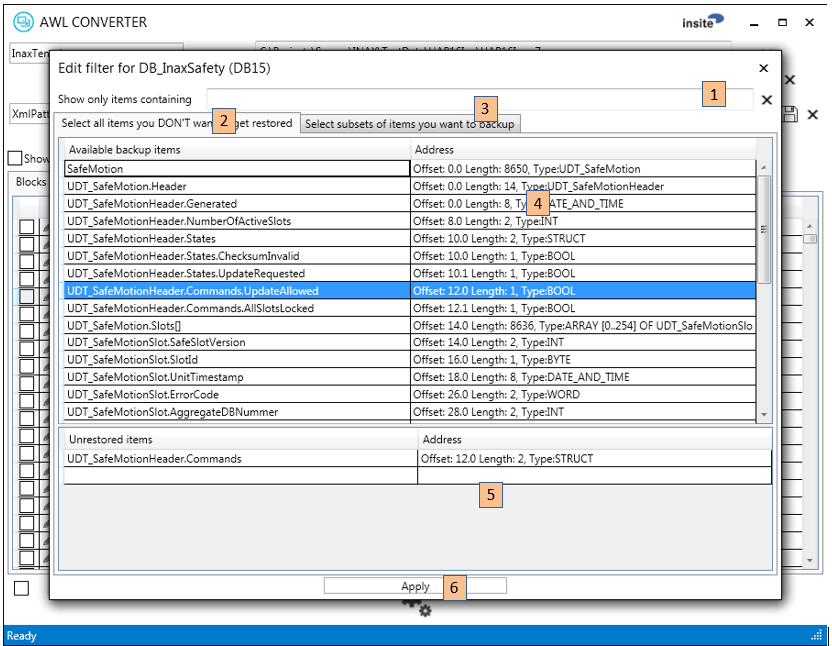 AWL CONVERTER
insite
InaxTen
Edit filter for DB_InaxSafety (DB15)
Show only items containing
1
XmlPatt
Select all items you DON'T wan
2
get restored
Select subsets of items you want to backup
3
Show
Blocks
Available backup items Address
SafeMotion Offset: 0.0 Length: 8650, Type:UDT_SafeMotion
UDT_SafeMotion.Header Offset: 0.0 Length: 14, Type:UDT_SafeMotionHeader
UDT_SafeMotionHeader.Generated Offset: 0.0 Length: 8, Ty 4 ATE_AND_TIME
UDT_SafeMotionHeader.NumberOfActiveSlots Offset: 8.0 Length: 2, Type:INT
UDT_SafeMotionHeader.States Offset: 10.0 Length: 2, Type:STRUCT
UDT_SafeMotionHeader.States.ChecksumInvalid Offset: 10.0 Length: 1, Type:BOOL
UDT_SafeMotionHeader.States.UpdateRequested Offset: 10.1 Length: 1, Type:BOOL
UDT_SafeMotionHeader.Commands.UpdateAllowed Offset: 12.0 Length: 1, Type:BOOL
UDT_SafeMotionHeader.Commands.AllSlotsLocked Offset: 12.1 Length: 1, Type:BOOL
UDT_SafeMotion.Slots[] Offset: 14.0 Length: 8636, Type:ARRAY [0..254] OF UDT_SafeMotionSlo
UDT_SafeMotionSlot.SafeSlotVersion Offset: 14.0 Length: 2, Type:INT
UDT_SafeMotionSlot.SlotId Offset: 16.0 Length: 1, Type:BYTE
UDT_SafeMotionSlot.UnitTimestamp Offset: 18.0 Length: 8, Type:DATE_AND_TIME
UDT_SafeMotionSlot.ErrorCode Offset: 26.0 Length: 2, Type:WORD
UDT_SafeMotionSlot.AggregateDBNummer Offset: 28.0 Length: 2, Type:INT
Unrestored items Address
UDT_SafeMotionHeader.Commands Offset: 12.0 Length: 2, Type:STRUCT
5
Apply
6
Ready